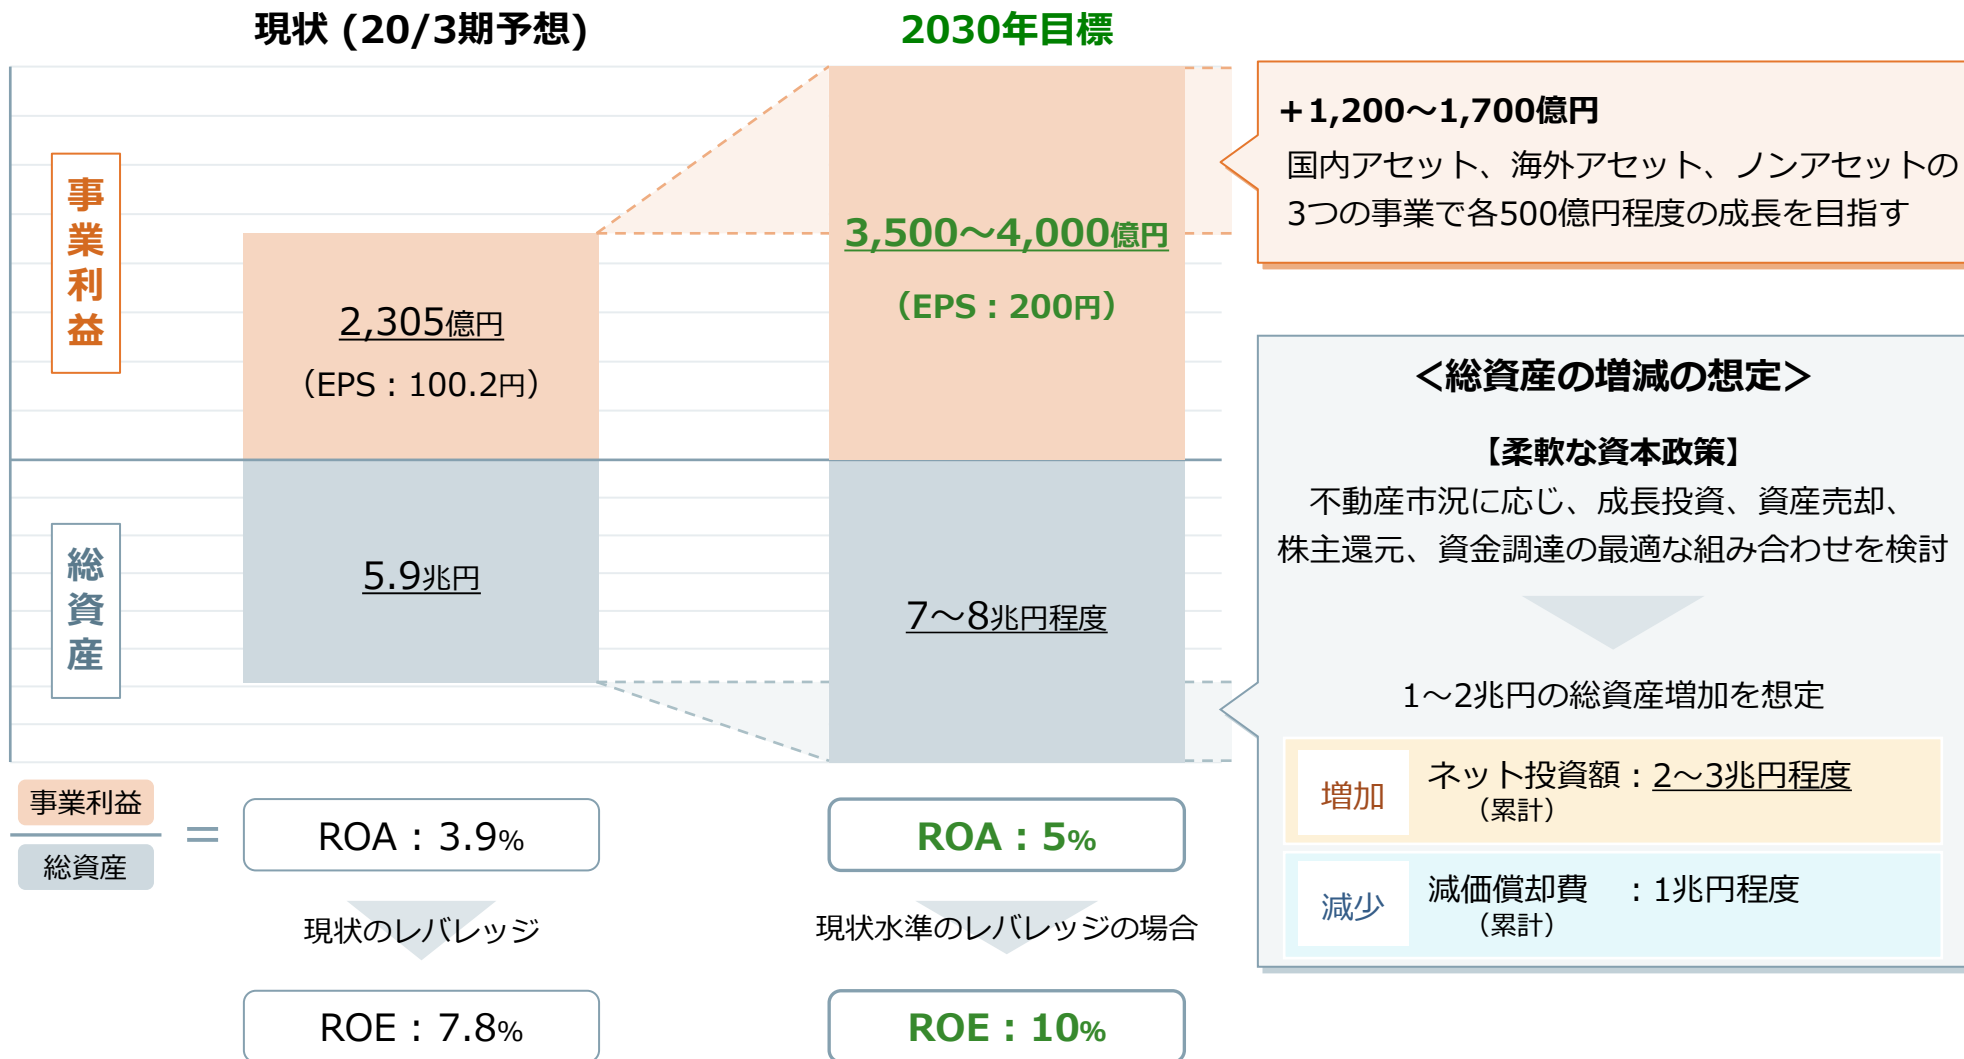 現状 (20/3期予想)
2030年目標
事業利益
2,305億円
（EPS：100.2円）
3,500～4,000億円
（EPS：200円）
+1,200～1,700億円
国内アセット、海外アセット、ノンアセットの
3つの事業で各500億円程度の成長を目指す
総資産
5.9兆円
7～8兆円程度
＜総資産の増減の想定＞
【柔軟な資本政策】
不動産市況に応じ、成長投資、資産売却、
株主還元、資金調達の最適な組み合わせを検討
1～2兆円の総資産増加を想定
増加
ネット投資額：2～3兆円程度
（累計）
減少
減価償却費　：1兆円程度
（累計）
事業利益
総資産
＝
ROA：3.9%
ROA：5%
現状のレバレッジ
現状水準のレバレッジの場合
ROE：7.8%
ROE：10%